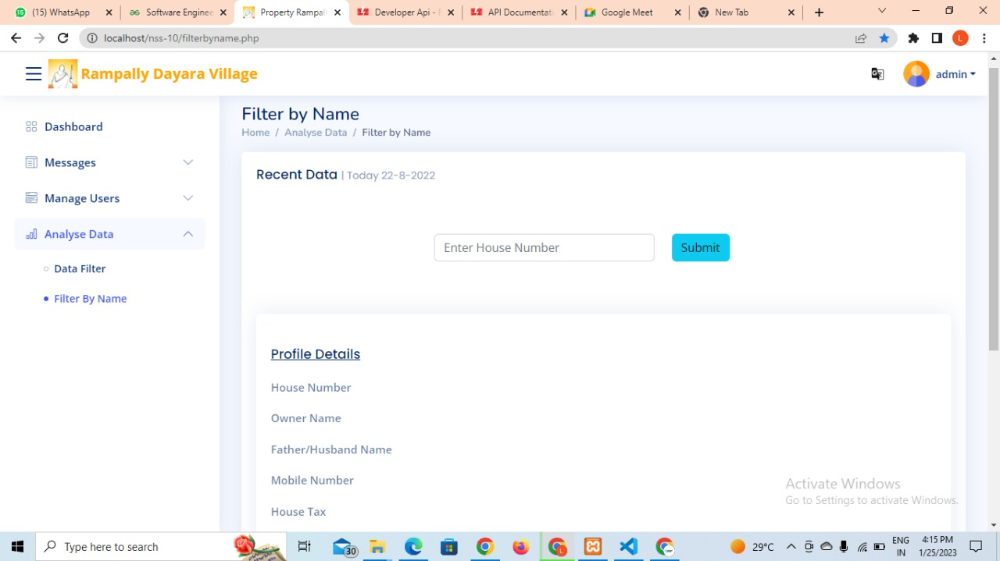 (15) WhatsApp
Software Enginee
Property Rampall
Developer Api - F
API Documentati
Google Meet
New Tab
localhost/nss-10/filterbyname.php
L
Rampally Dayara Village
admin
Filter by Name
Home / Analyse Data / Filter by Name
Dashboard
Messages
Manage Users
Analyse Data
Data Filter
Filter By Name
Recent Data | Today 22-8-2022
Enter House Number
Submit
Profile Details
House Number
Owner Name
Father/Husband Name
Mobile Number
House Tax
Activate Windows
Go to Settings to activate Windows.
Type here to search
30
L
29°C
ENG
IN
4:15 PM
1/25/2023